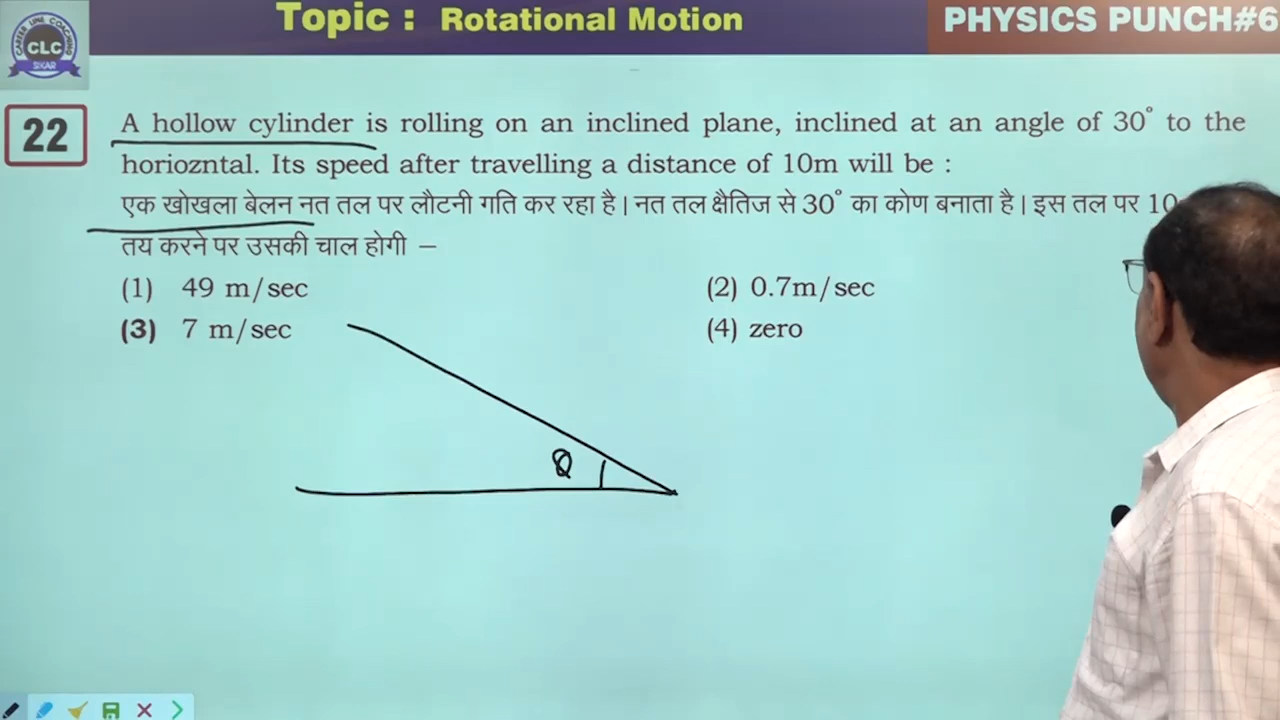 Topic : Rotational Motion
PHYSICS PUNCH#6
CAREER LINE COACHING
CLC
SIKAR
22
A hollow cylinder is rolling on an inclined plane, inclined at an angle of 30° to the
horiozntal. Its speed after travelling a distance of 10m will be :
एक खोखला बेलन नत तल पर लौटनी गति कर रहा है। नत तल क्षैतिज से 30° का कोण बनाता है। इस तल पर 10
तय करने पर उसकी चाल होगी –
(1) 49 m/sec
(2) 0.7m/sec
(3) 7 m/sec
(4) zero